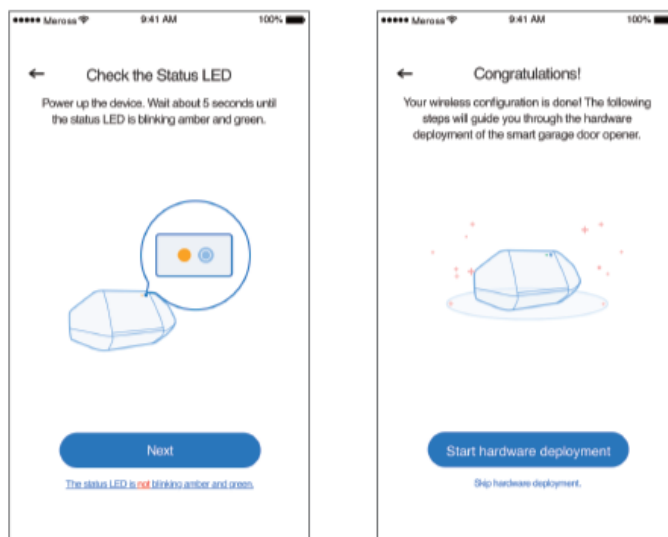 Meross 9:41 AM 100%
Check the Status LED
Power up the device. Wait about 5 seconds until
the status LED is blinking amber and green.
Next
The status LED is not blinking amber and green.
Meross 9:41 AM 100%
Congratulations!
Your wireless configuration is done! The following
steps will guide you through the hardware
deployment of the smart garage door opener.
Start hardware deployment
Skip hardware deployment.